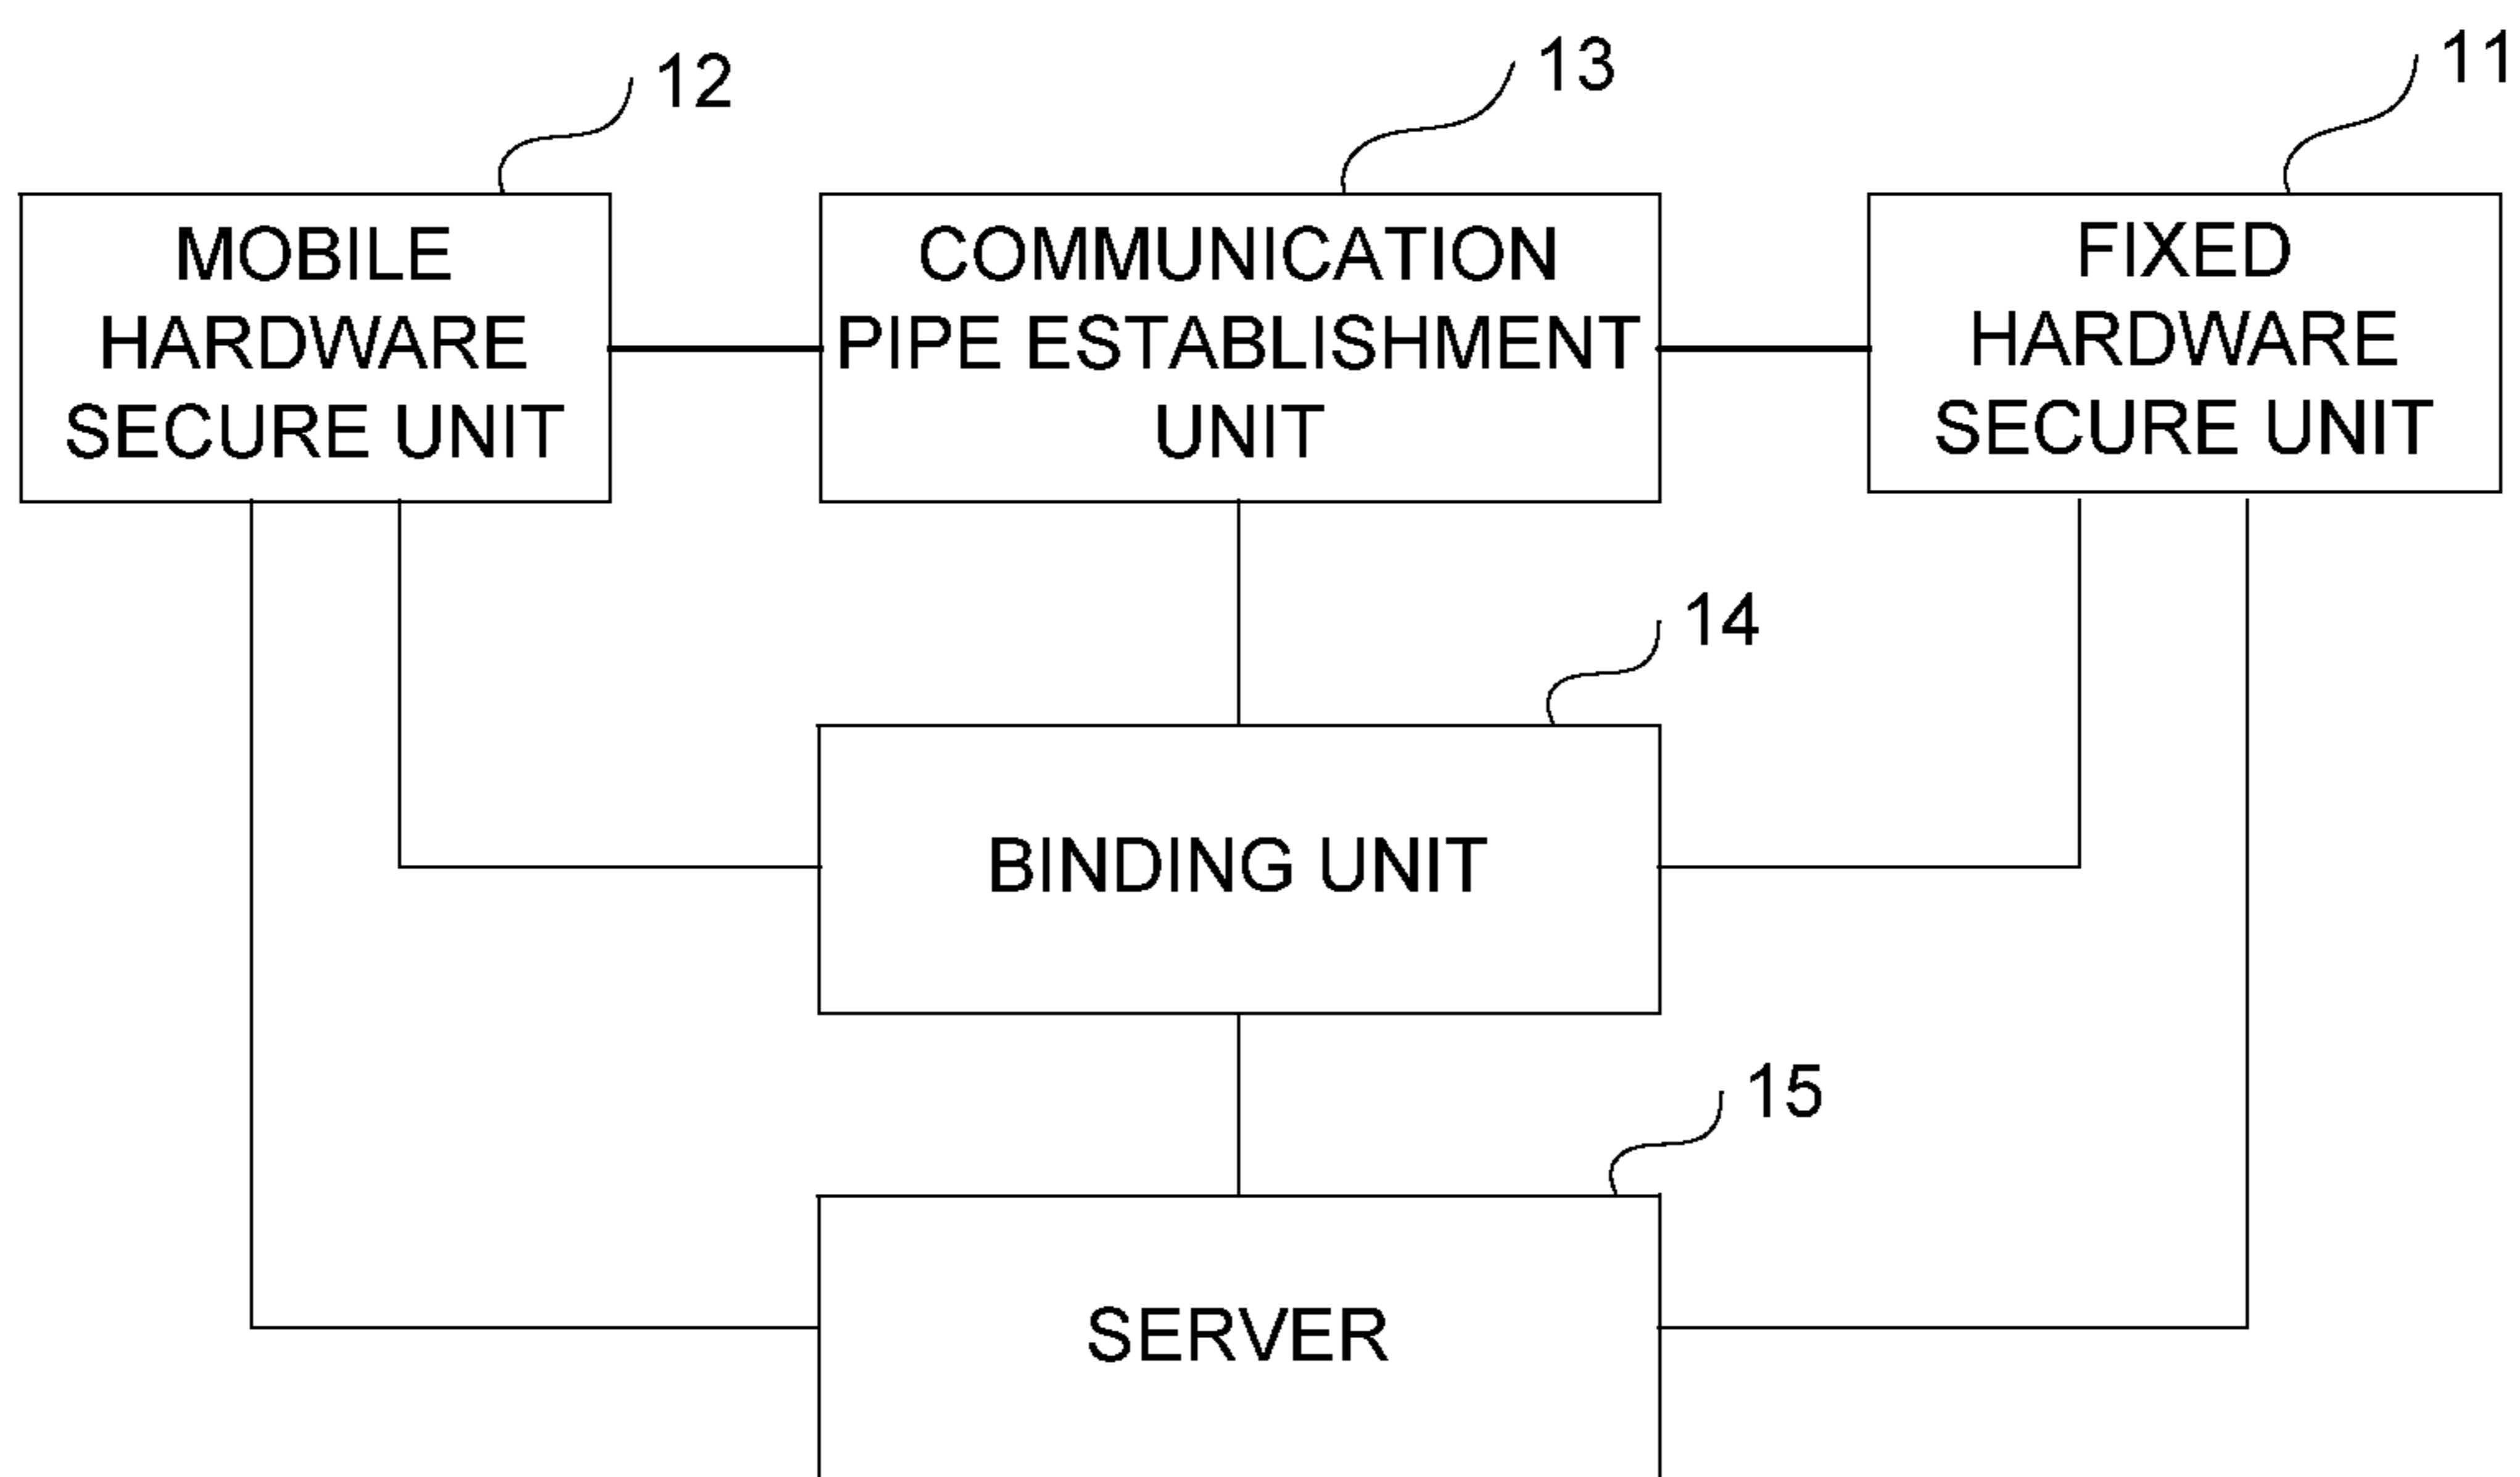 12
13
11
MOBILE
HARDWARE
SECURE UNIT
COMMUNICATION
PIPE ESTABLISHMENT
UNIT
FIXED
HARDWARE
SECURE UNIT
14
BINDING UNIT
15
SERVER